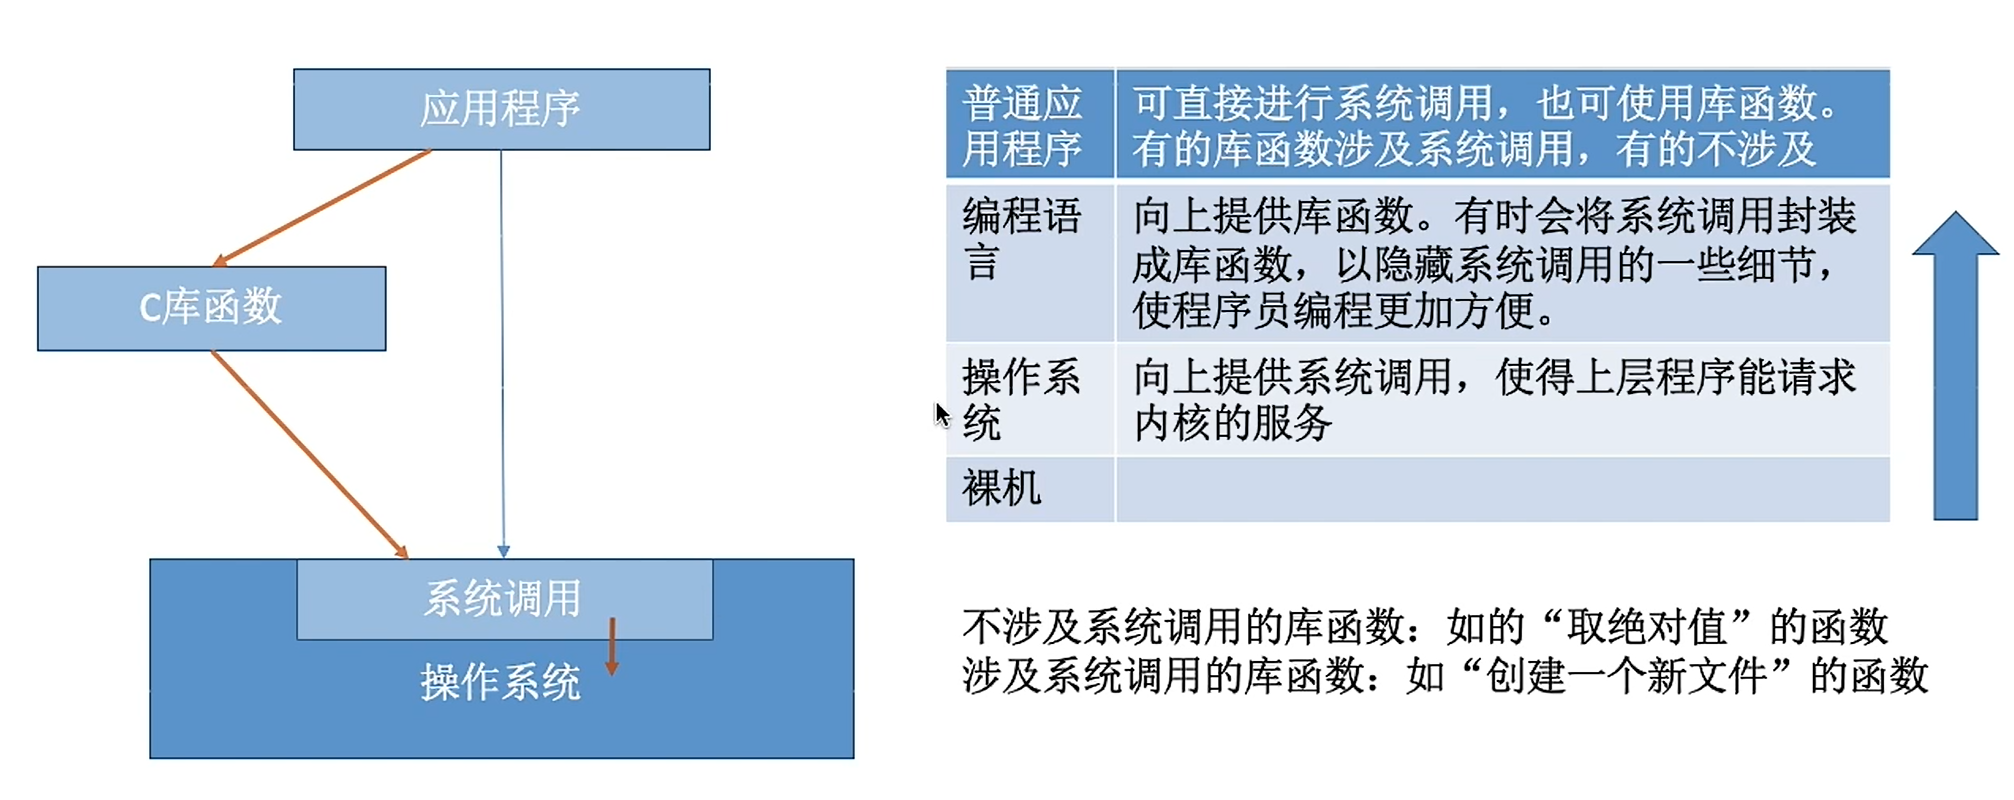 应用程序
C库函数
系统调用
操作系统
普通应
用程序
可直接进行系统调用，也可使用库函数。
有的库函数涉及系统调用，有的不涉及
编程语
言
向上提供库函数。有时会将系统调用封装
成库函数，以隐藏系统调用的一些细节，
使程序员编程更加方便。
操作系
统
向上提供系统调用，使得上层程序能请求
内核的服务
裸机
不涉及系统调用的库函数：如的“取绝对值”的函数
涉及系统调用的库函数：如“创建一个新文件”的函数